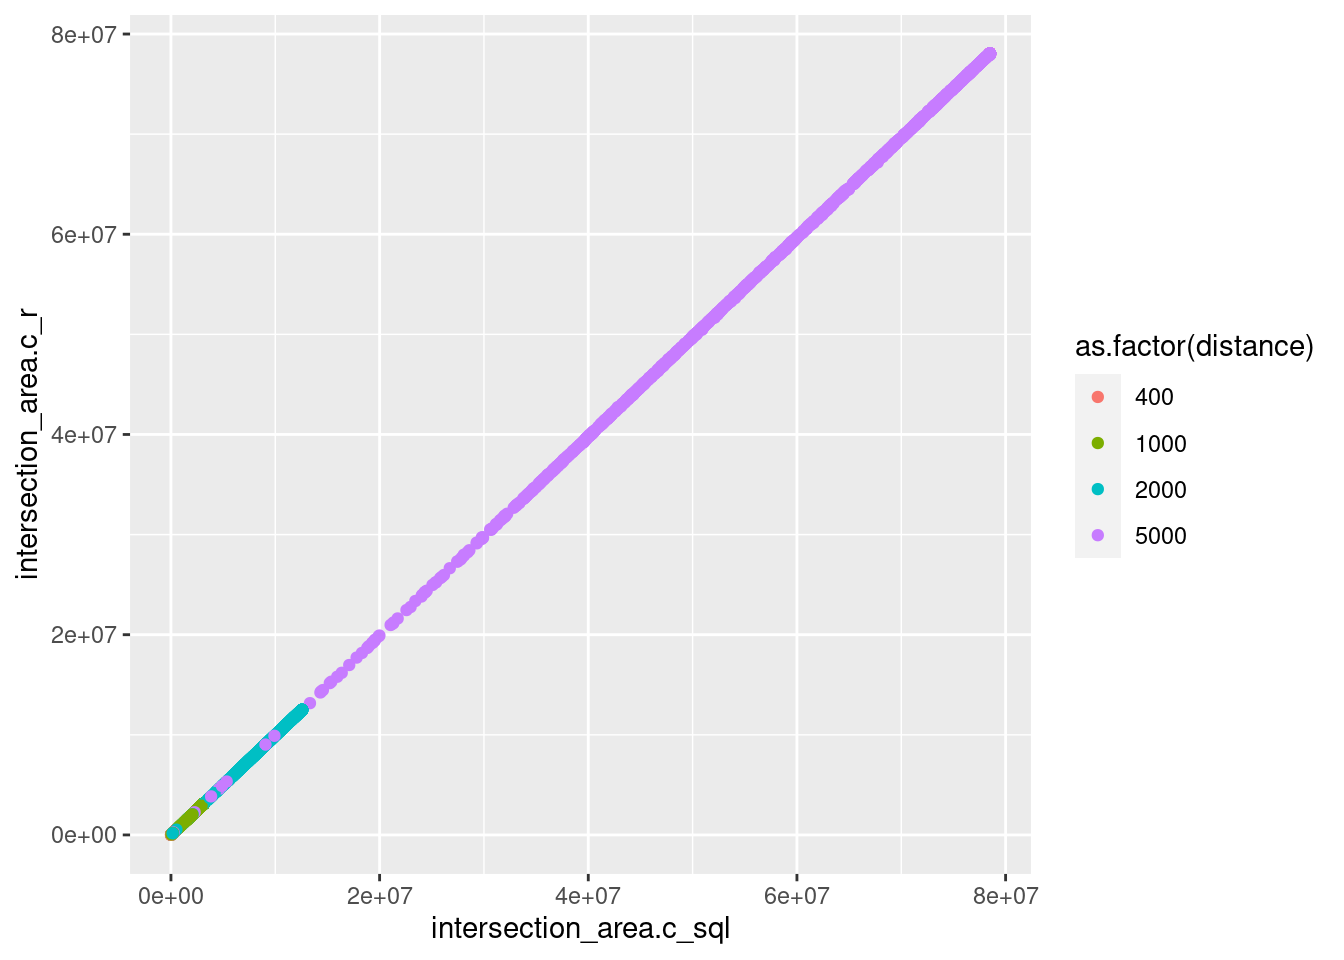 8e+07
6e+07
4e+07
2e+07
0e+00
intersection_area.c_r
0e+00 2e+07 4e+07 6e+07 8e+07
intersection_area.c_sql
as.factor(distance)
400
1000
2000
5000